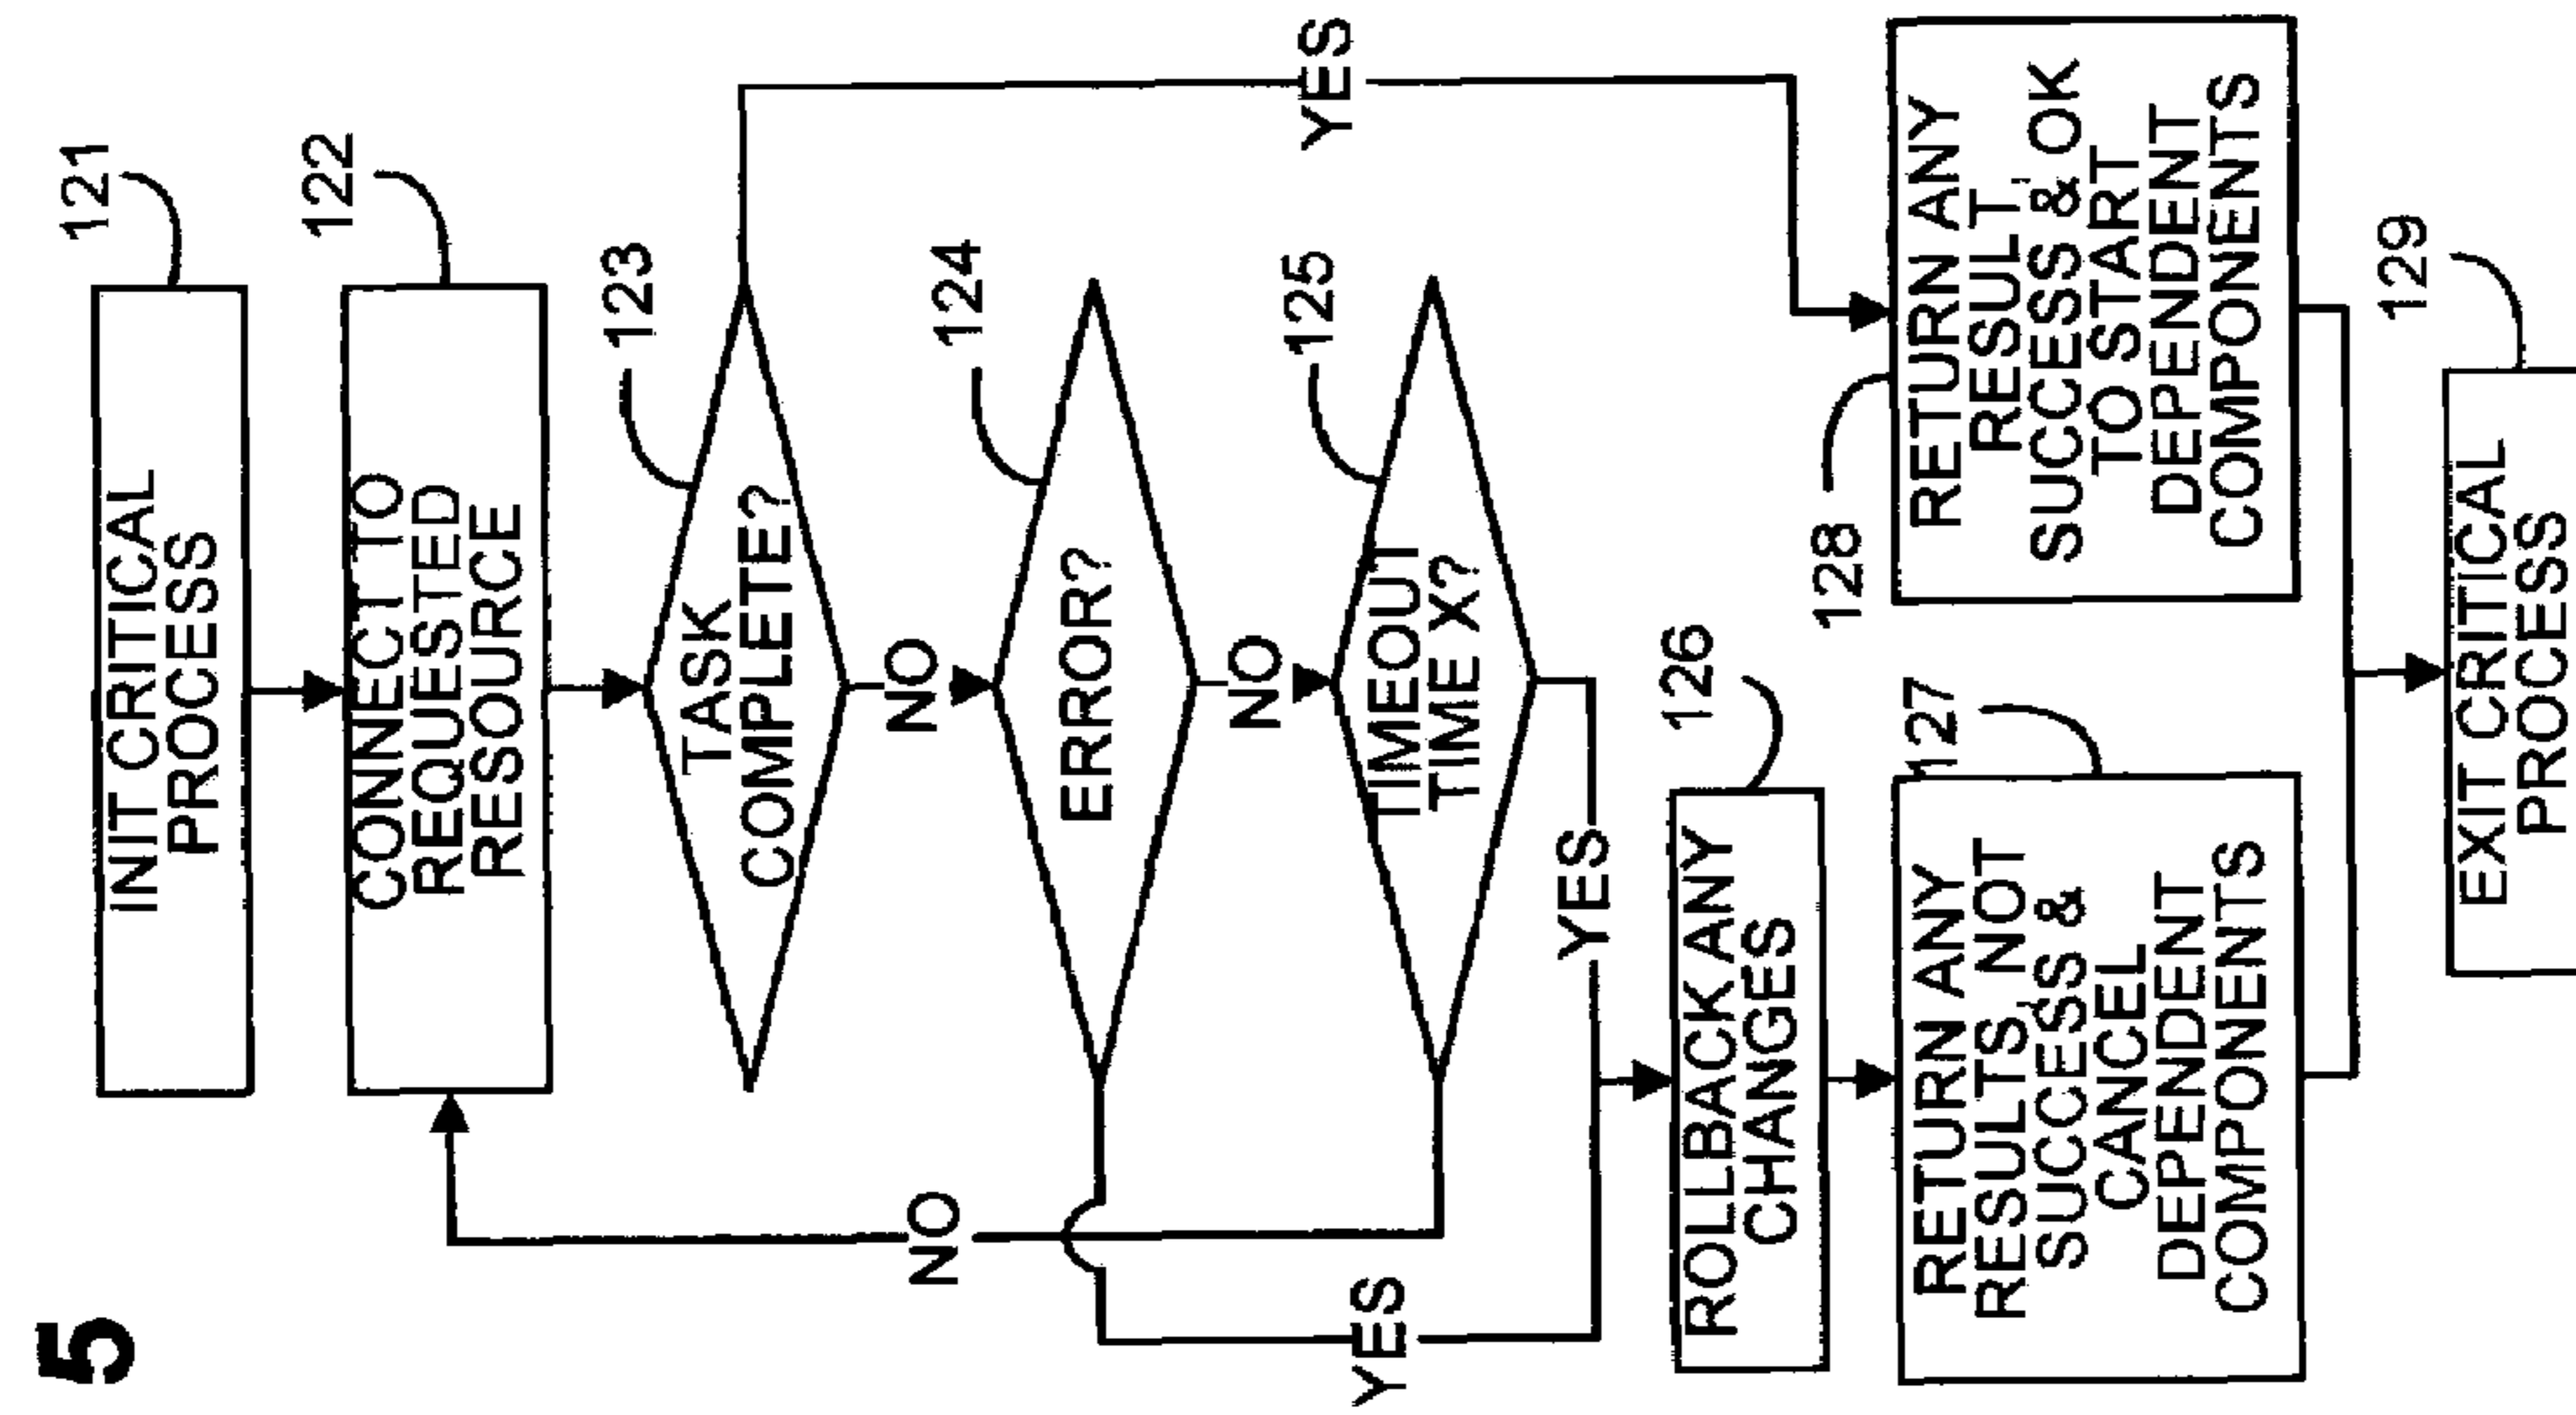 5
121
INIT CRITICAL
PROCESS
122
CONNECT TO
REQUESTED
RESOURCE
123
TASK
COMPLETE?
YES
NO
124
ERROR?
NO
125
TIMEOUT
TIME X?
NO
YES
YES
126
ROLLBACK ANY
CHANGES
127
RETURN ANY
RESULTS, NOT
SUCCESS &
CANCEL
DEPENDENT
COMPONENTS
128
RETURN ANY
RESULT,
SUCCESS & OK
TO START
DEPENDENT
COMPONENTS
129
EXIT CRITICAL
PROCESS